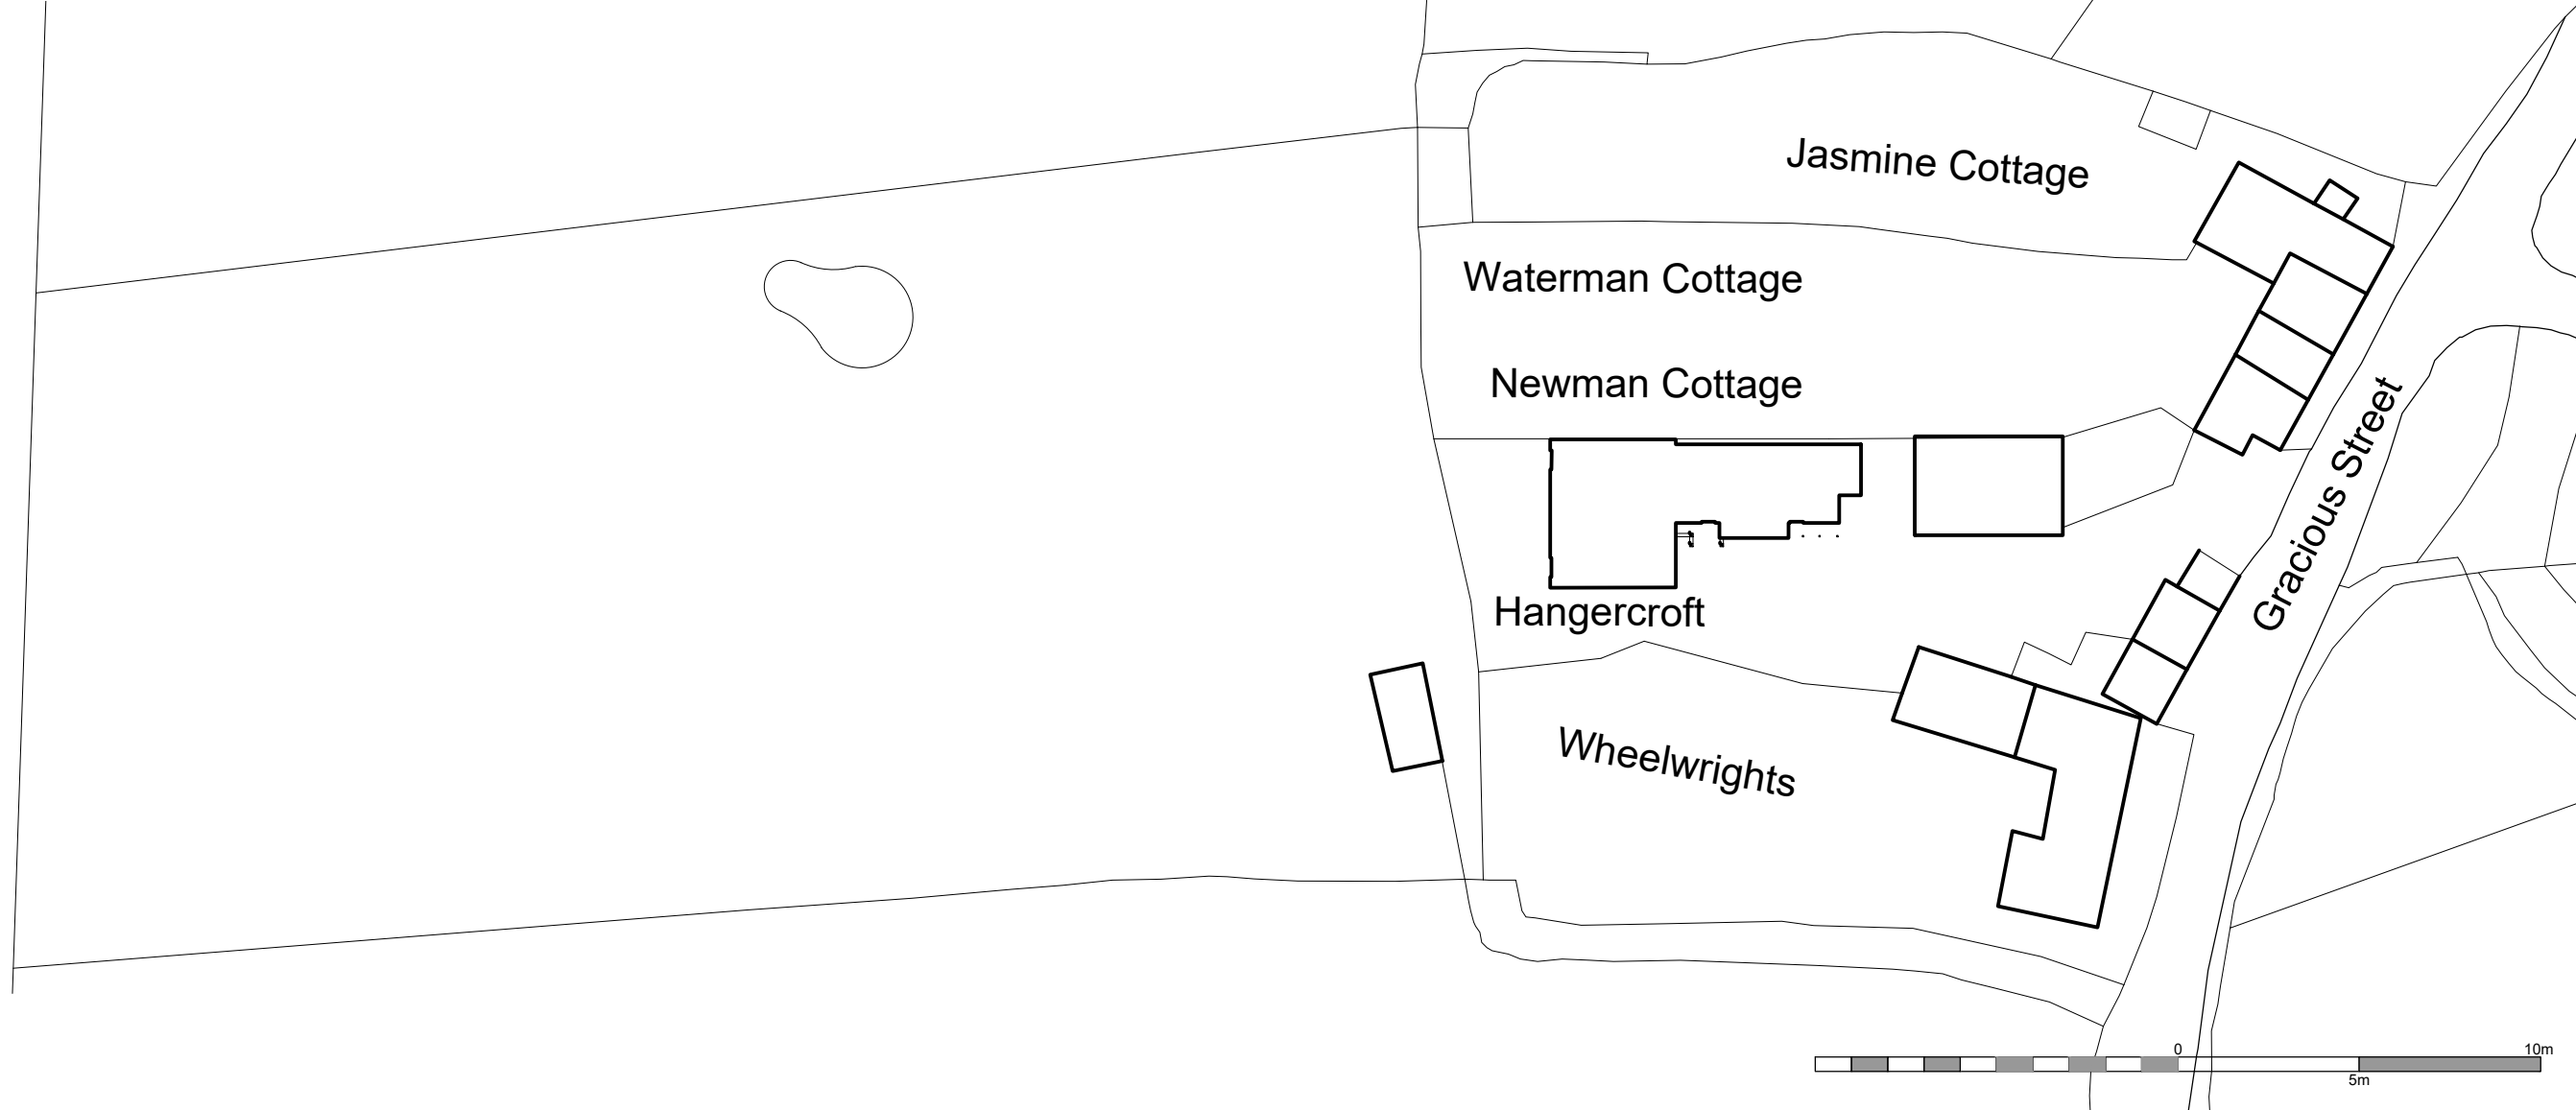 Jasmine Cottage
Waterman Cottage
Newman Cottage
Gracious Street
Hangercroft
Wheelwrights
0
10m
5m